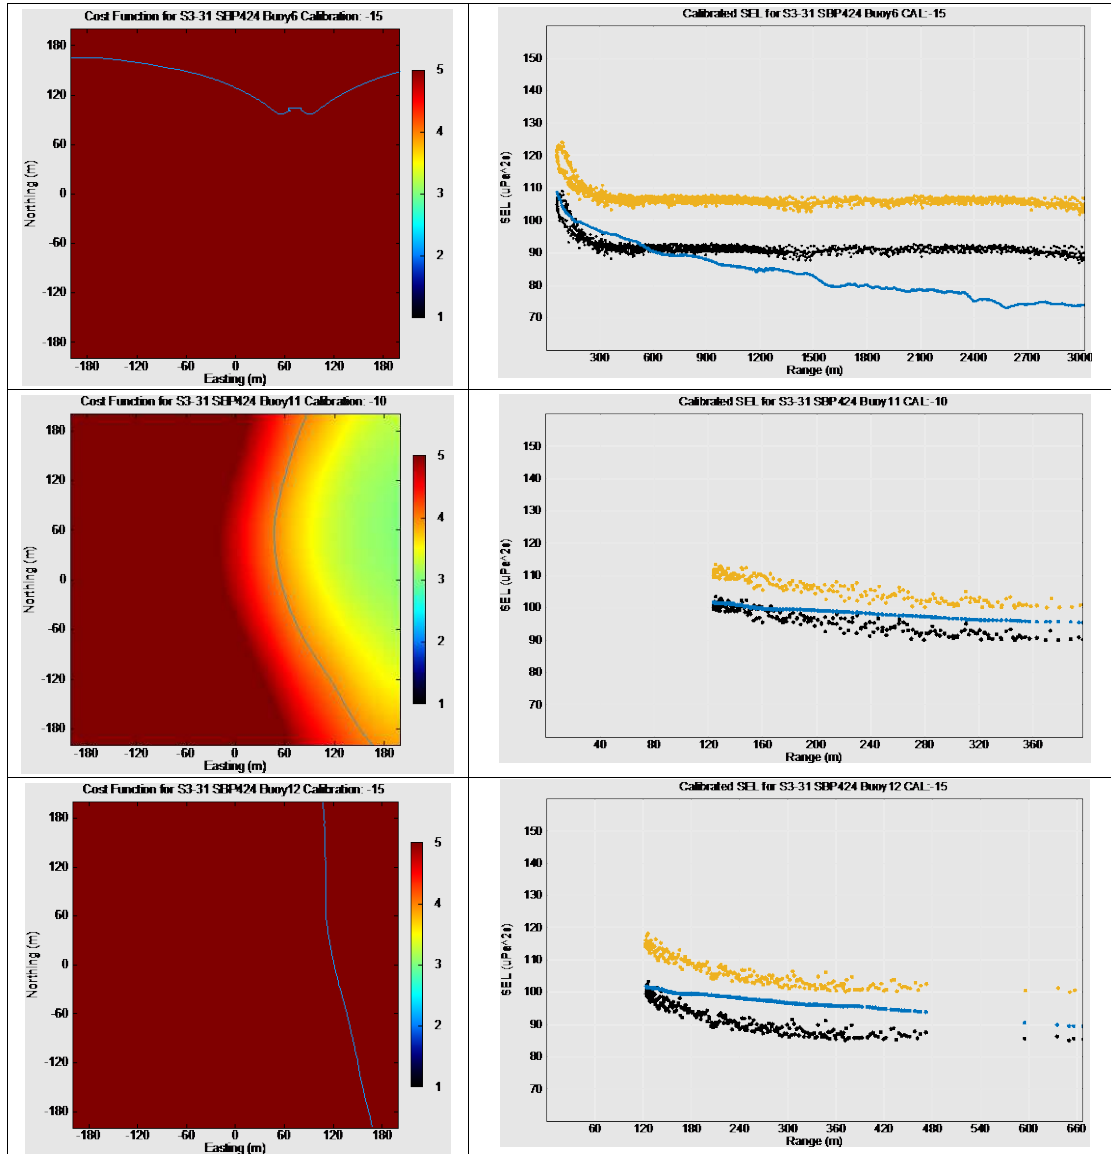 Cost Function for S3-31 SBP424 Buoy6 Calibration: -15
180
120
60
0
-60
-120
-180
Northing (m)
-180 -120 -60 0 60 120 180
Easting (m)
5
4
3
2
1
Calibrated SEL for S3-31 SBP424 Buoy6 CAL:-15
150
140
130
120
110
100
90
80
70
SEL (uPa^2s)
300 600 900 1200 1500 1800 2100 2400 2700 3000
Range (m)
Cost Function for S3-31 SBP424 Buoy11 Calibration: -10
180
120
60
0
-60
-120
-180
Northing (m)
-180 -120 -60 0 60 120 180
Easting (m)
5
4
3
2
1
Calibrated SEL for S3-31 SBP424 Buoy11 CAL:-10
150
140
130
120
110
100
90
80
70
SEL (uPa^2s)
40 80 120 160 200 240 280 320 360
Range (m)
Cost Function for S3-31 SBP424 Buoy12 Calibration: -15
180
120
60
0
-60
-120
-180
Northing (m)
-180 -120 -60 0 60 120 180
Easting (m)
5
4
3
2
1
Calibrated SEL for S3-31 SBP424 Buoy12 CAL:-15
150
140
130
120
110
100
90
80
70
SEL (uPa^2s)
60 120 180 240 300 360 420 480 540 600 660
Range (m)